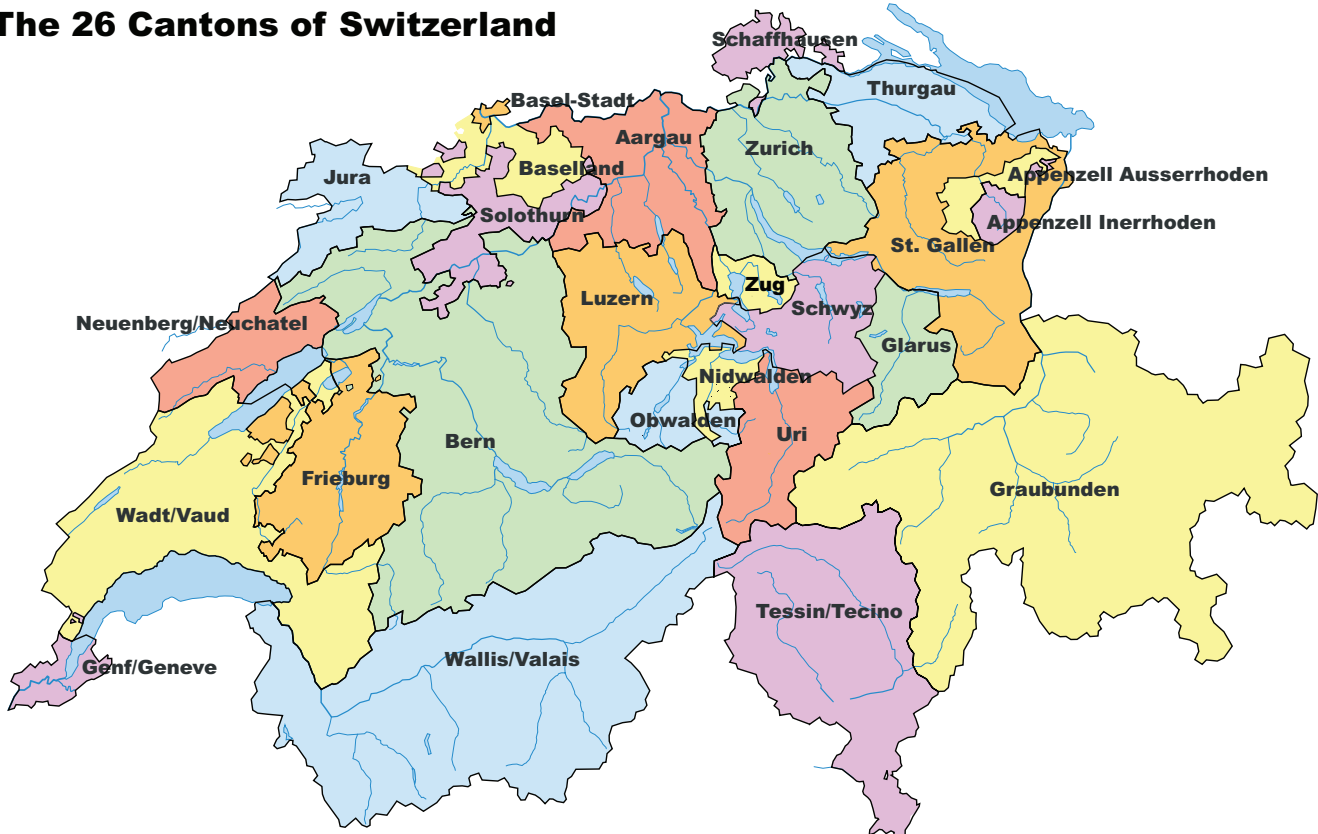 The 26 Cantons of Switzerland
Schaffhausen
Thurgau
Basel-Stadt
Aargau
Zurich
Baselland
Jura
Appenzell Ausserrhoden
Solothurn
Appenzell Inerrhoden
St. Gallen
Zug
Luzern
Schwyz
Neuenberg/Neuchatel
Glarus
Nidwalden
Obwalden
Uri
Bern
Frieburg
Graubunden
Wadt/Vaud
Tessin/Tecino
Wallis/Valais
Genf/Geneve